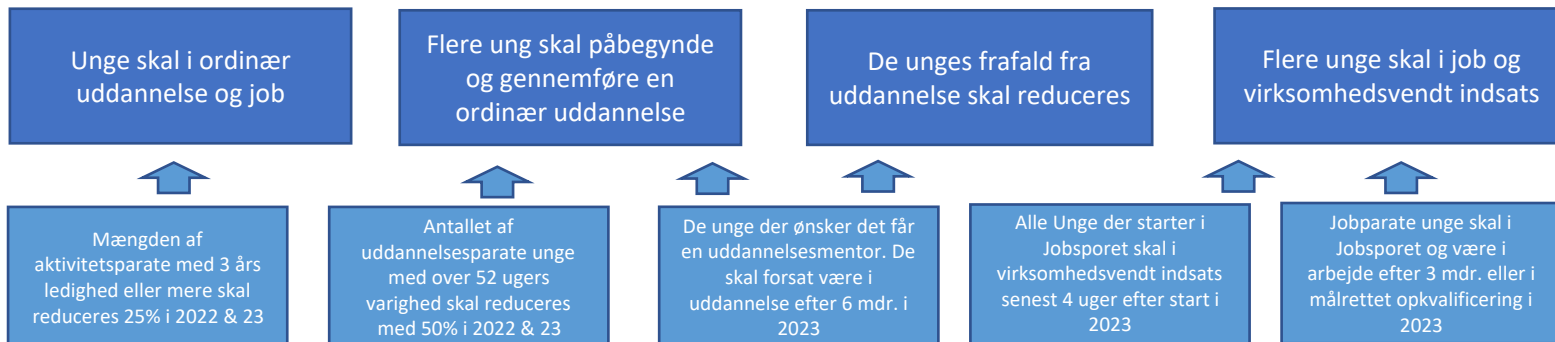 Unge skal i ordinær
uddannelse og job
Flere ung skal påbegynde
og gennemføre en
ordinær uddannelse
De unges frafald fra
uddannelse skal reduceres
Flere unge skal i job og
virksomhedsvendt indsats
Mængden af
aktivitetsparate med 3 års
ledighed eller mere skal
reduceres 25% i 2022 & 23
Antallet af
uddannelsesparate unge
med over 52 ugers
varighed skal reduceres
med 50% i 2022 & 23
De unge der ønsker det får
en uddannelsesmentor. De
skal forsat være i
uddannelse efter 6 mdr. i
2023
Alle Unge der starter i
Jobsporet skal i
virksomhedsvendt indsats
senest 4 uger efter start i
2023
Jobparate unge skal i
Jobsporet og være i
arbejde efter 3 mdr. eller i
målrettet opkvalificering i
2023